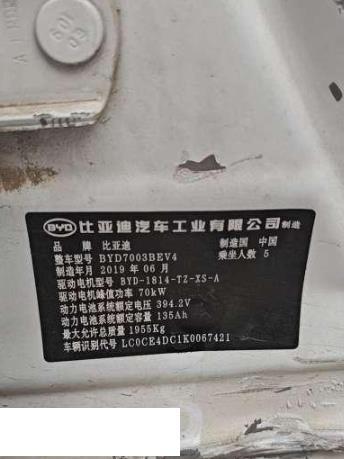 BYD 比亚迪汽车工业有限公司 制造
品牌 比亚迪 制造国 中国
整车型号 BYD7003BEV4 乘坐人数 5
制造年月 2019 年 06 月
驱动电机型号 BYD-1814-TZ-XS-A
驱动电机峰值功率 70kW
动力电池系统额定电压 394.2V
动力电池系统额定容量 135Ah
最大允许总质量 1955Kg
车辆识别代号 LC0CE4DC1K0067421